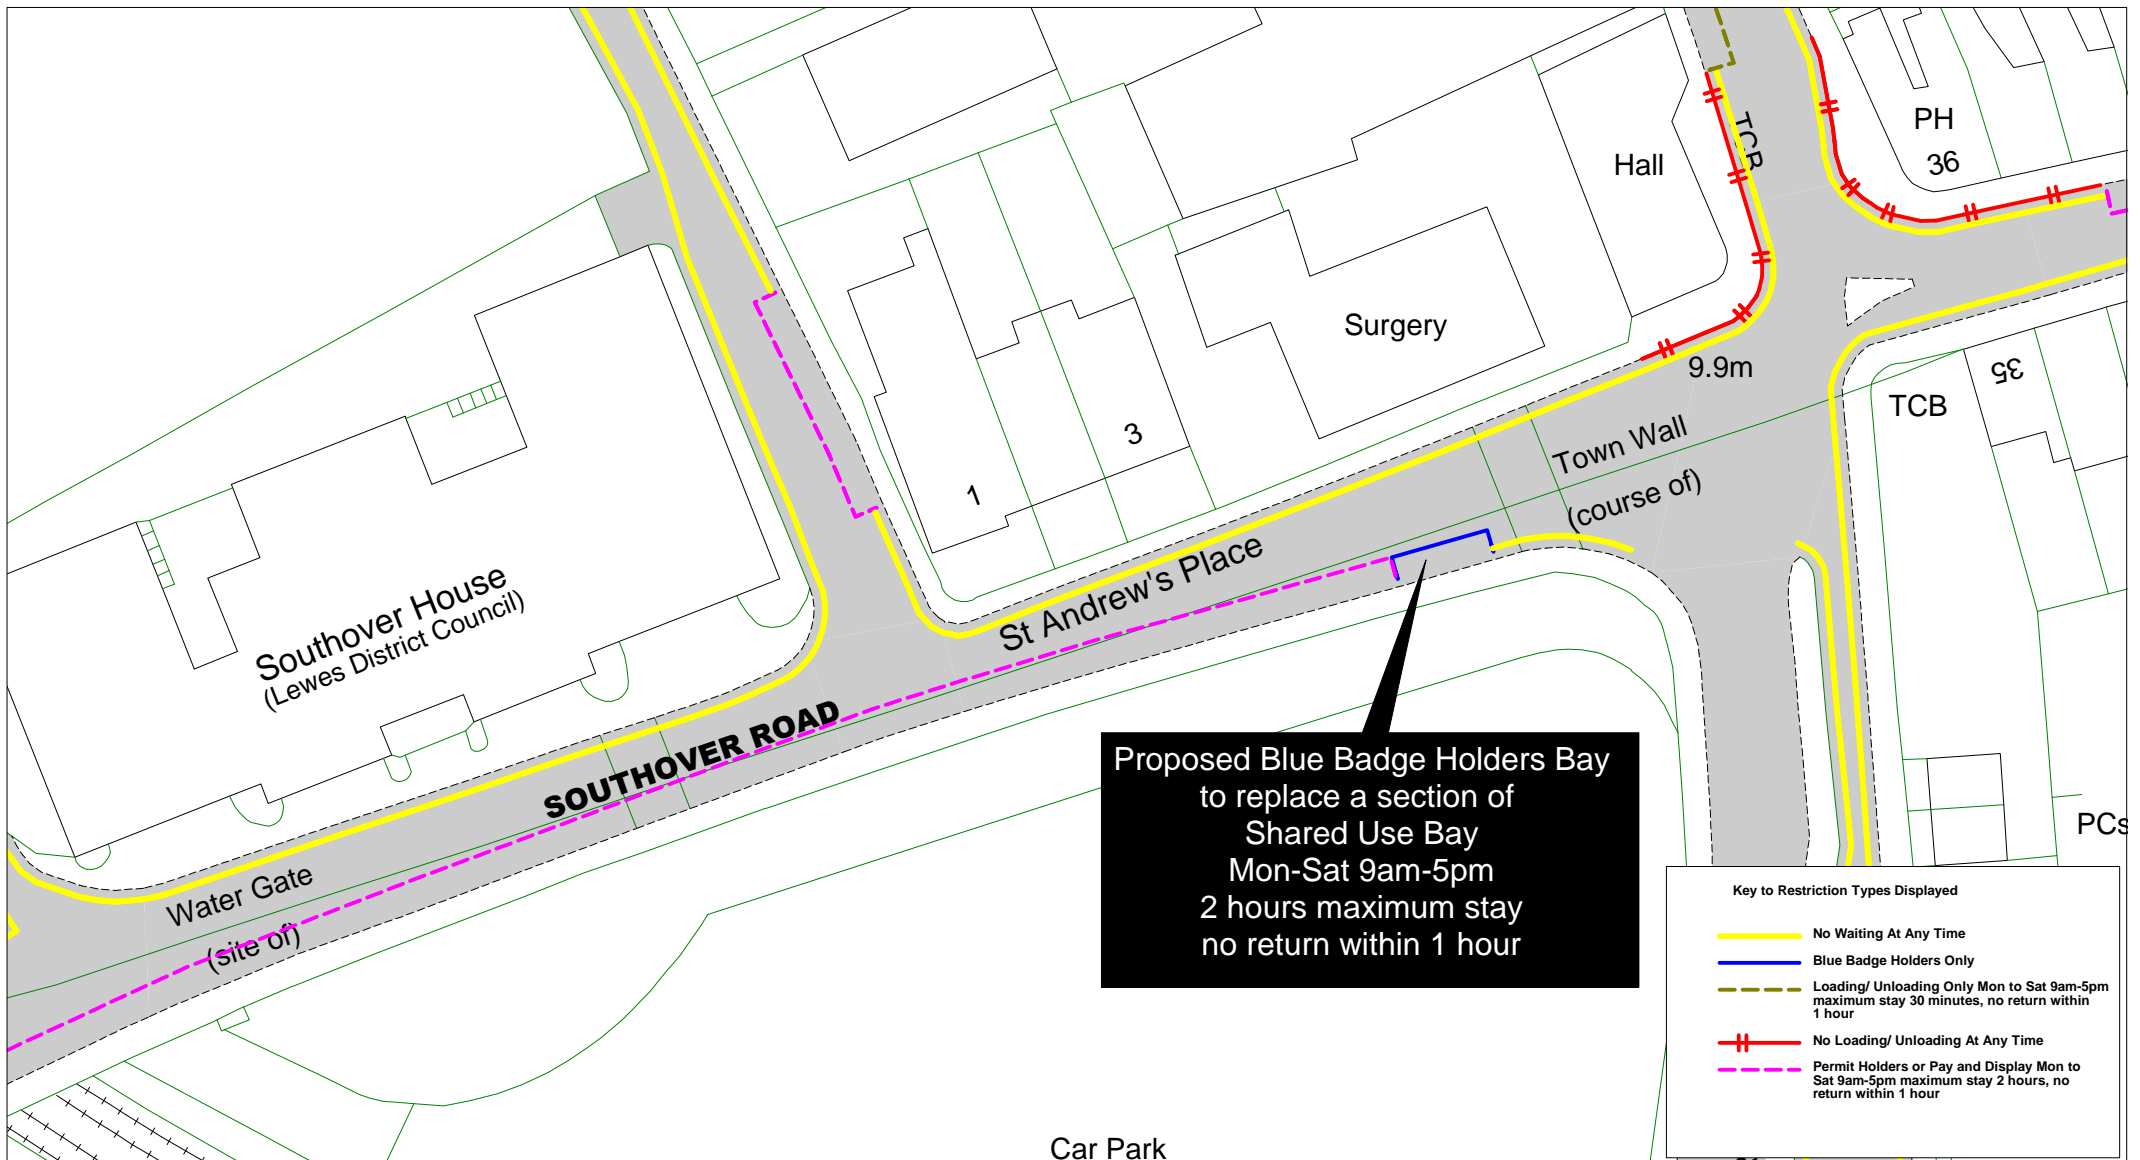 PH
36
TCB
Hall
Surgery
9.9m
35
TCB
3
1
Town Wall
(course of)
St Andrew's Place
Southover House
(Lewes District Council)
SOUTHOVER ROAD
Water Gate
(site of)
PCs
Proposed Blue Badge Holders Bay
to replace a section of
Shared Use Bay
Mon-Sat 9am-5pm
2 hours maximum stay
no return within 1 hour
Key to Restriction Types Displayed
No Waiting At Any Time
Blue Badge Holders Only
Loading/ Unloading Only Mon to Sat 9am-5pm
maximum stay 30 minutes, no return within
1 hour
No Loading/ Unloading At Any Time
Permit Holders or Pay and Display Mon to
Sat 9am-5pm maximum stay 2 hours, no
return within 1 hour
Car Park